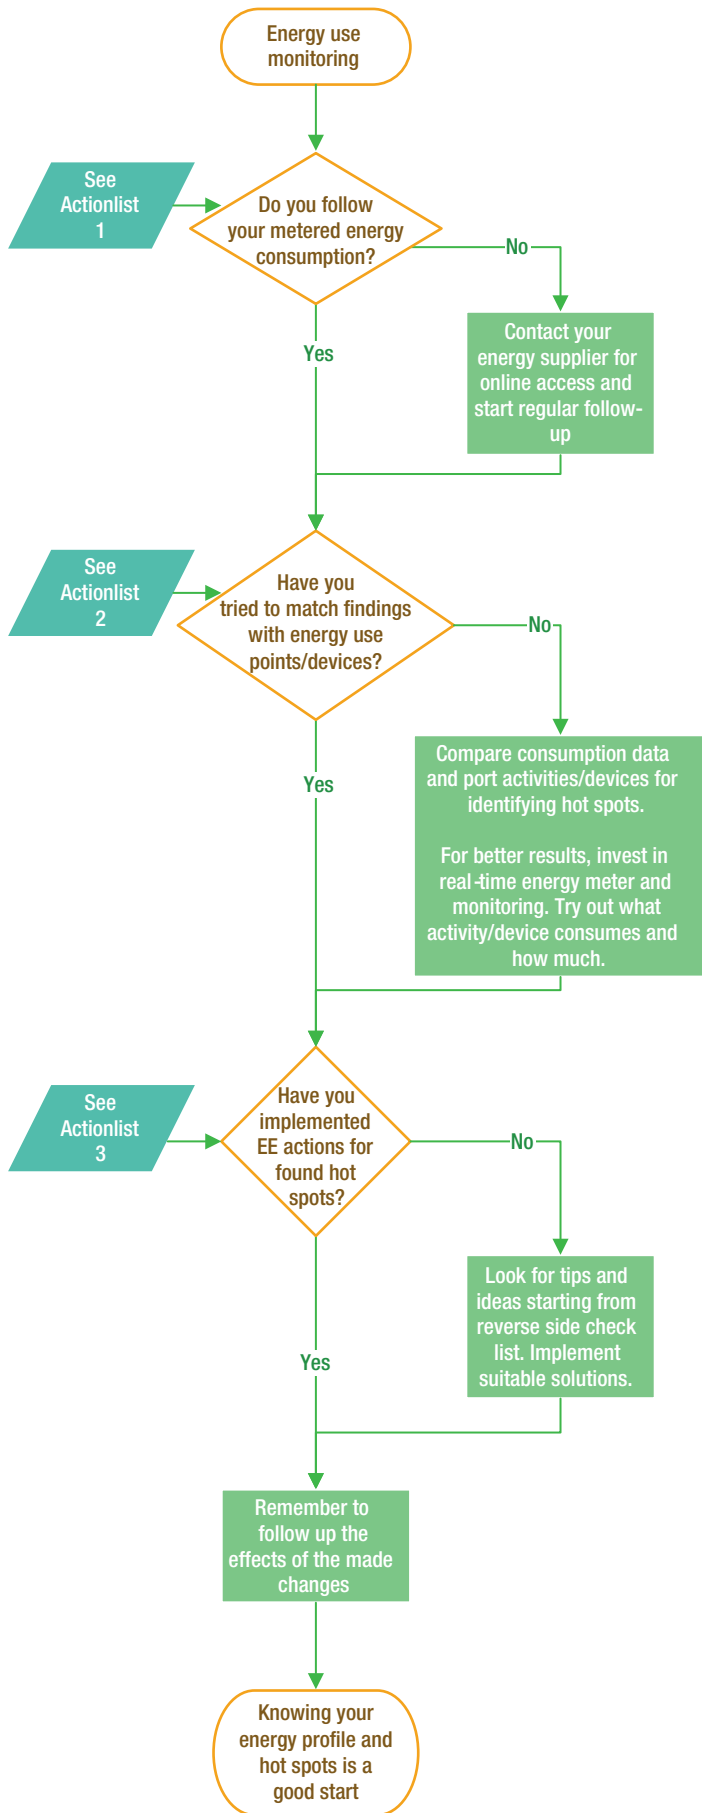 Energy use
monitoring
See
Actionlist
1
Do you follow
your metered energy
consumption?
No
Contact your
energy supplier for
online access and
start regular follow-
up
Yes
See
Actionlist
2
Have you
tried to match findings
with energy use
points/devices?
No
Compare consumption data
and port activities/devices for
identifying hot spots.
For better results, invest in
real-time energy meter and
monitoring. Try out what
activity/device consumes and
how much.
Yes
See
Actionlist
3
Have you
implemented
EE actions for
found hot
spots?
No
Look for tips and
ideas starting from
reverse side check
list. Implement
suitable solutions.
Yes
Remember to
follow up the
effects of the made
changes
Knowing your
energy profile and
hot spots is a
good start